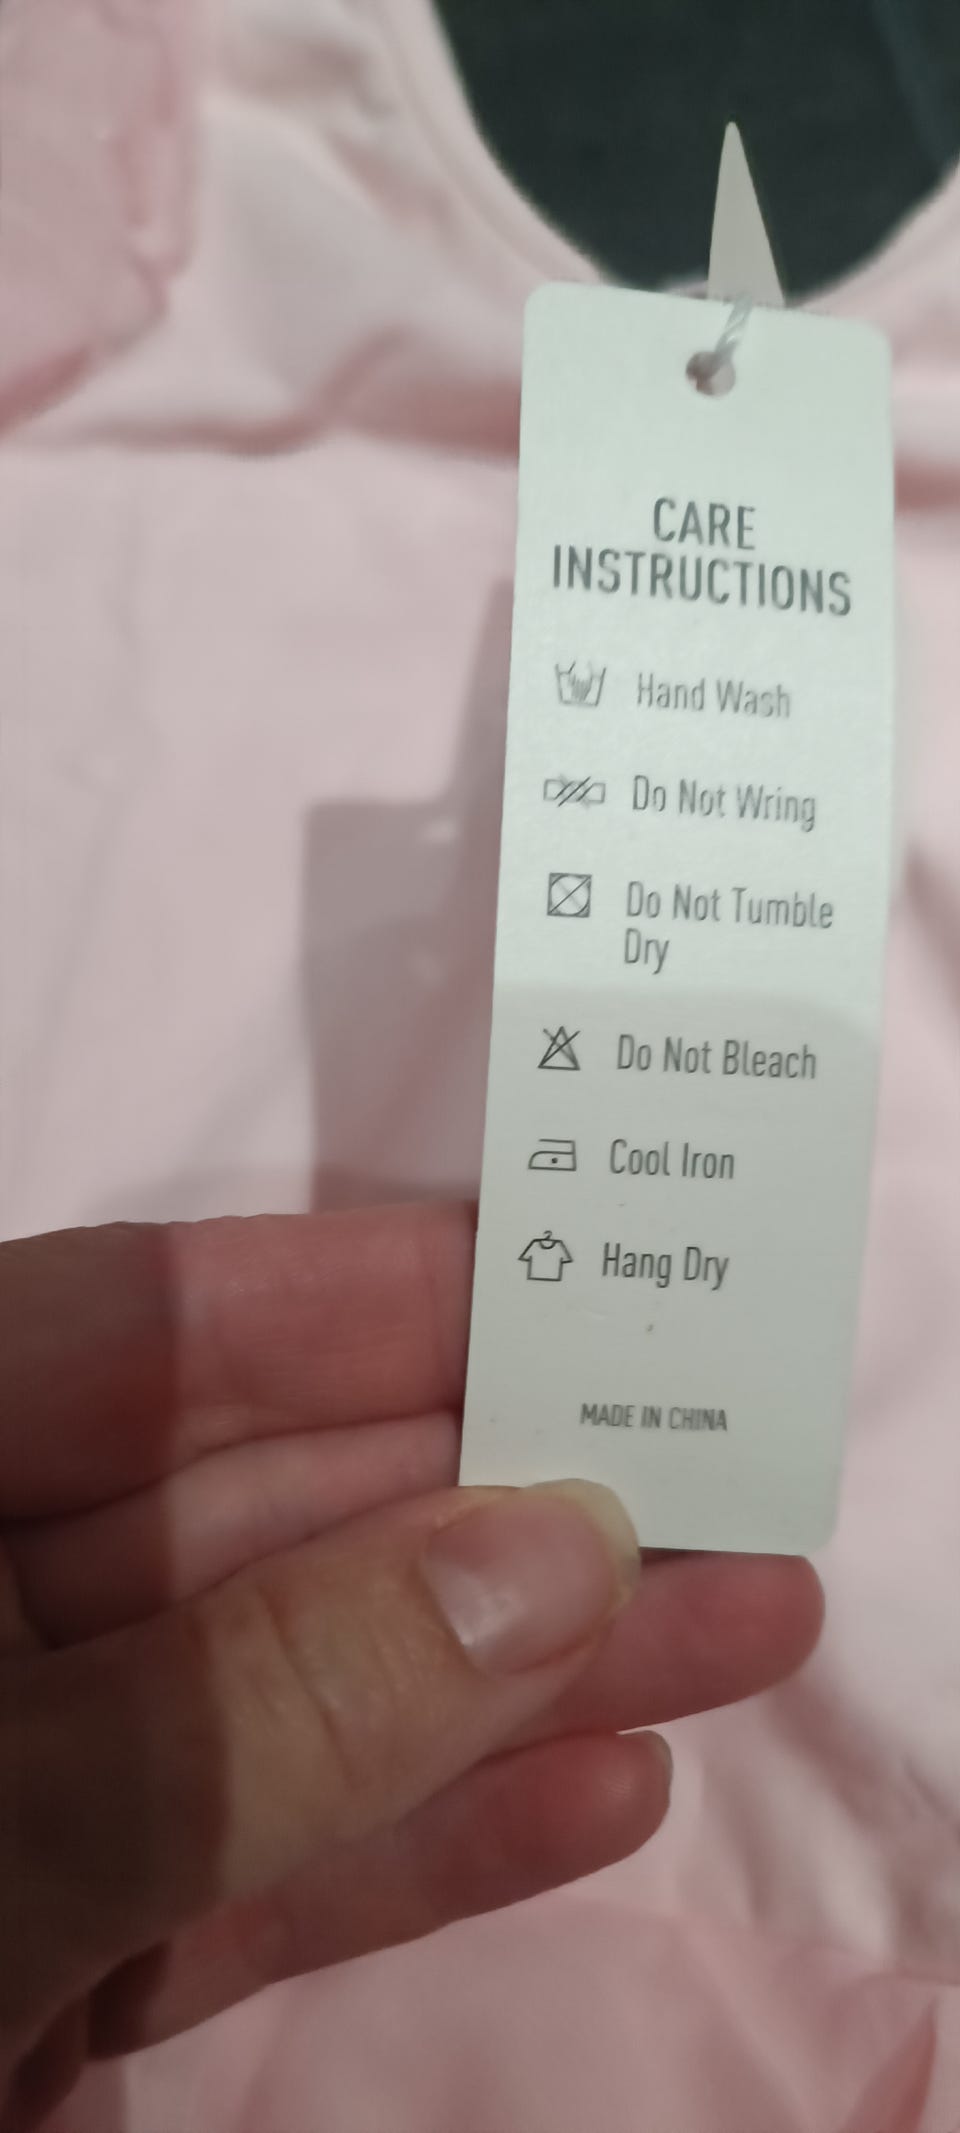 CARE
INSTRUCTIONS
Hand Wash
Do Not Wring
Do Not Tumble
Dry
Do Not Bleach
Cool Iron
Hang Dry
MADE IN CHINA